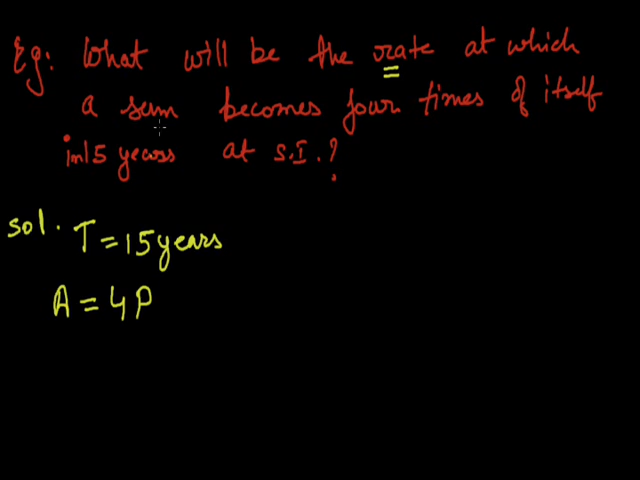 Eg: What will be the rate at which
a sum becomes four times of itself
in 15 years at S.I.?
Sol. T = 15 years
A = 4P